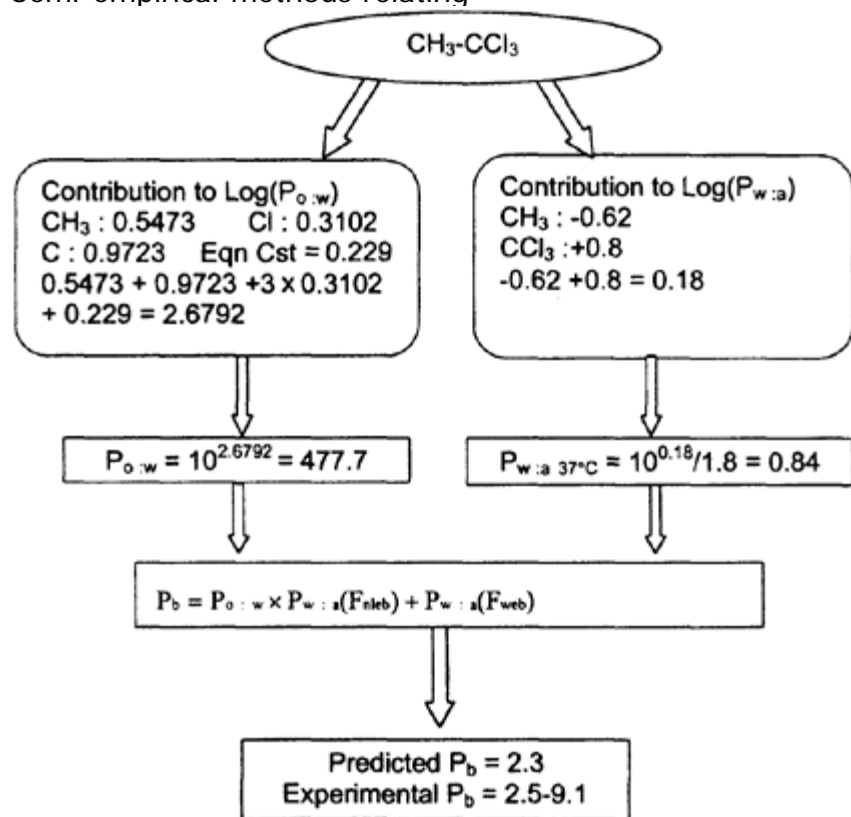 Semi-empirical methods relating
CH3-CCl3
Contribution to Log(Po :w)
CH3 : 0.5473 Cl : 0.3102
C : 0.9723 Eqn Cst = 0.229
0.5473 + 0.9723 +3 x 0.3102
+ 0.229 = 2.6792
Contribution to Log(Pw :a)
CH3 : -0.62
CCl3 :+0.8
-0.62 +0.8 = 0.18
Po :w = 10^2.6792 = 477.7
Pw :a 37°C = 10^0.18/1.8 = 0.84
Pb = Po : w × Pw : a(Fnleb) + Pw : a(Fweb)
Predicted Pb = 2.3
Experimental Pb = 2.5-9.1